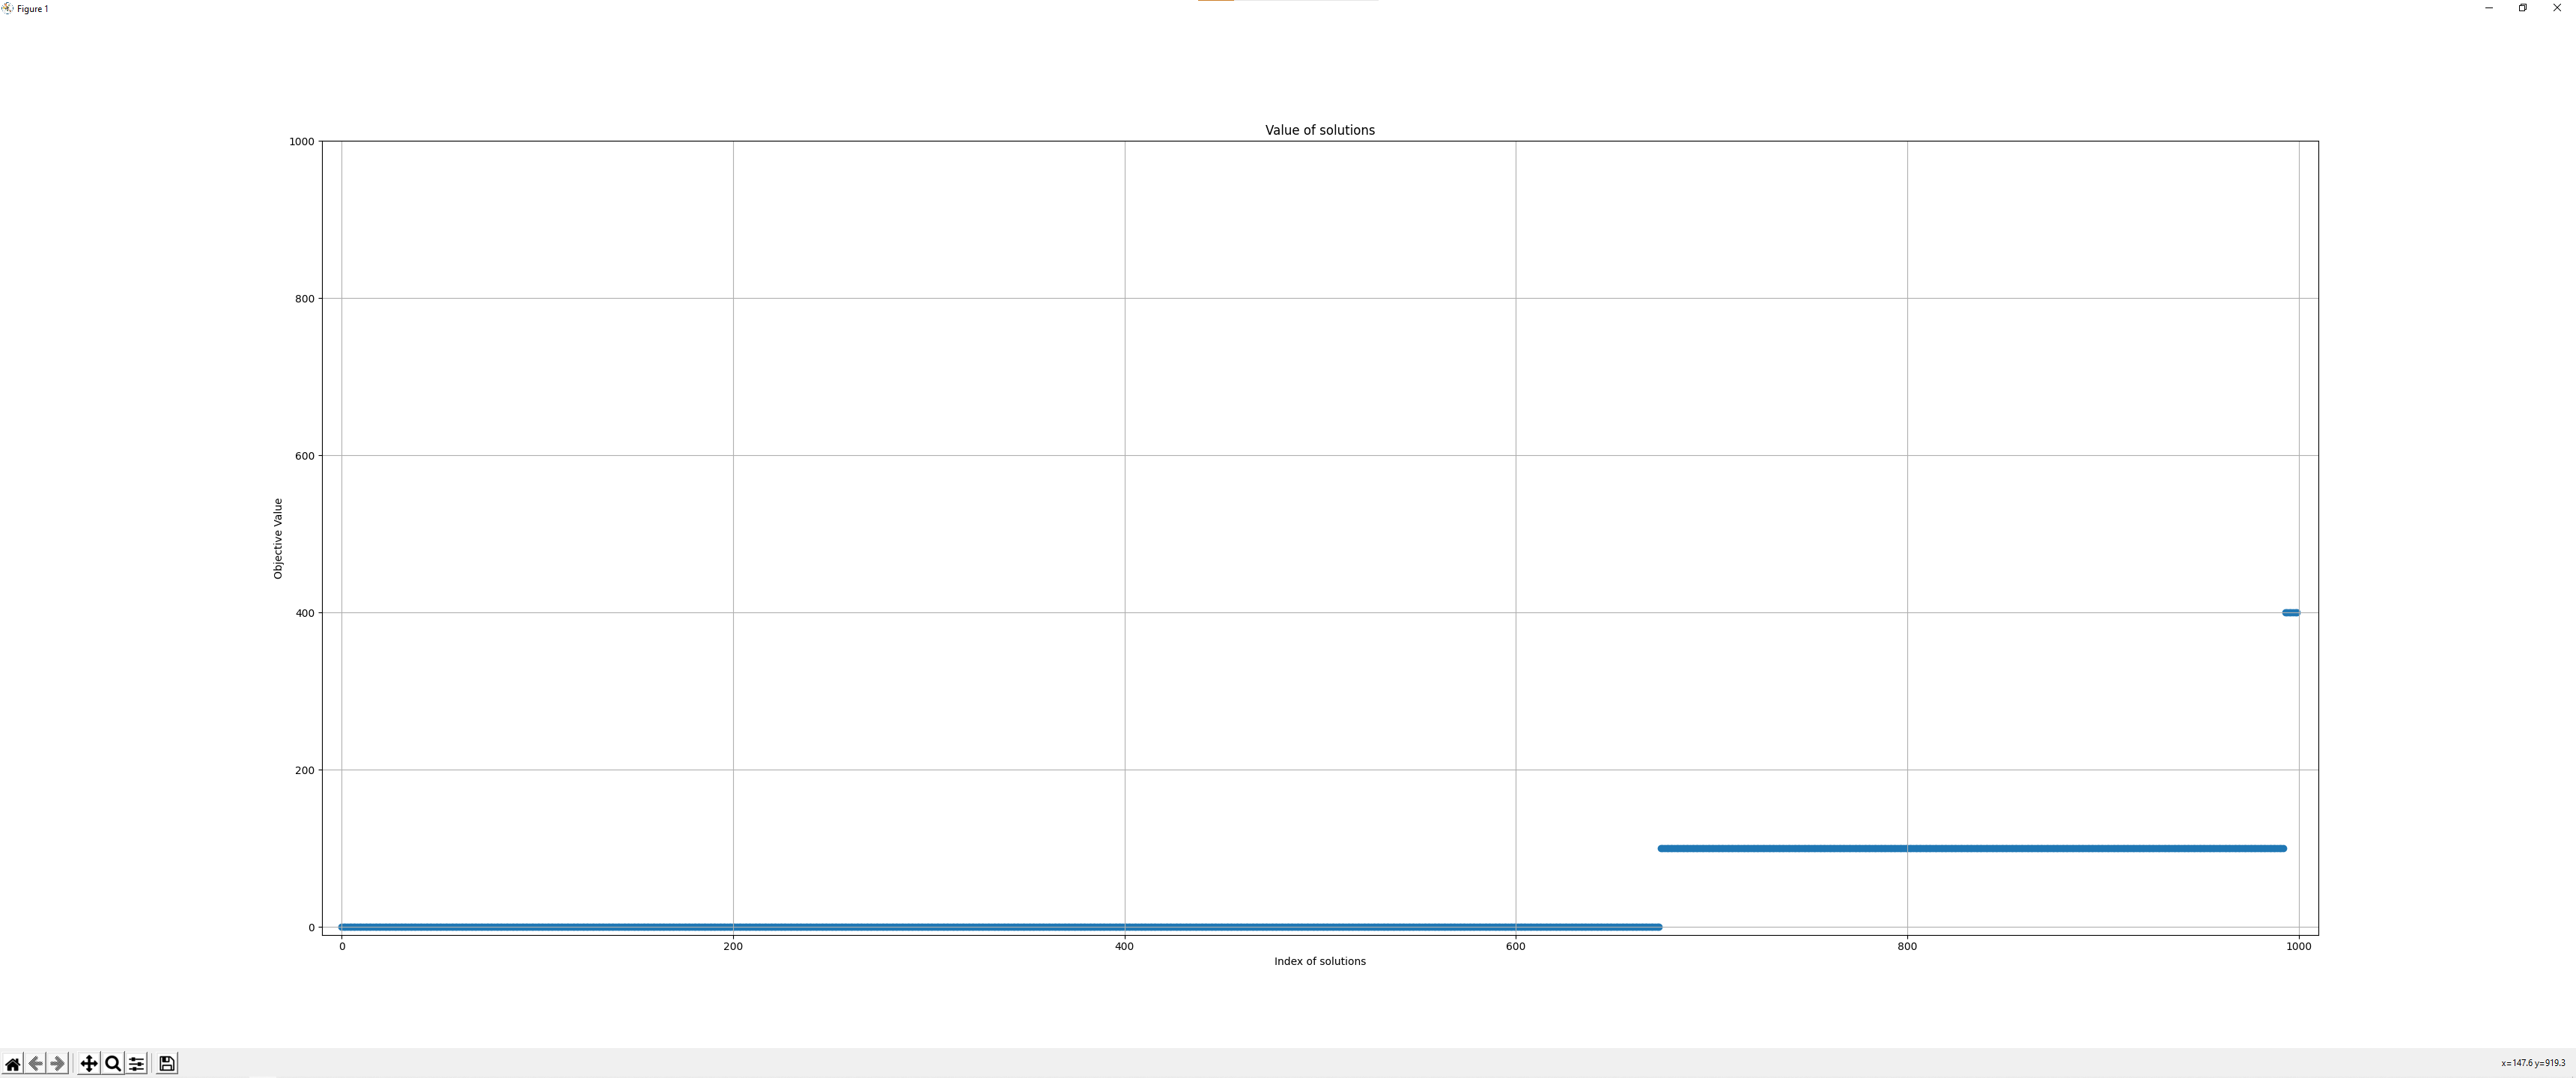 Figure 1
Value of solutions
1000
800
600
400
200
0
Objective Value
0 200 400 600 800 1000
Index of solutions
x=147.6 y=919.3